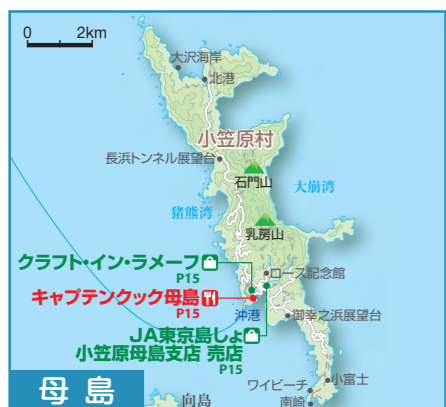 0 2km
大沢海岸
北港
小笠原村
長浜トンネル展望台
石門山
大崩湾
猪熊湾
乳房山
クラフト・イン・ラメーフ
P15
ロース記念館
キャプテンクック母島
P15
沖港
御幸之浜展望台
JA東京島しょ
小笠原母島支店 売店
P15
母島
向島
ワイビーチ
小富士
南崎